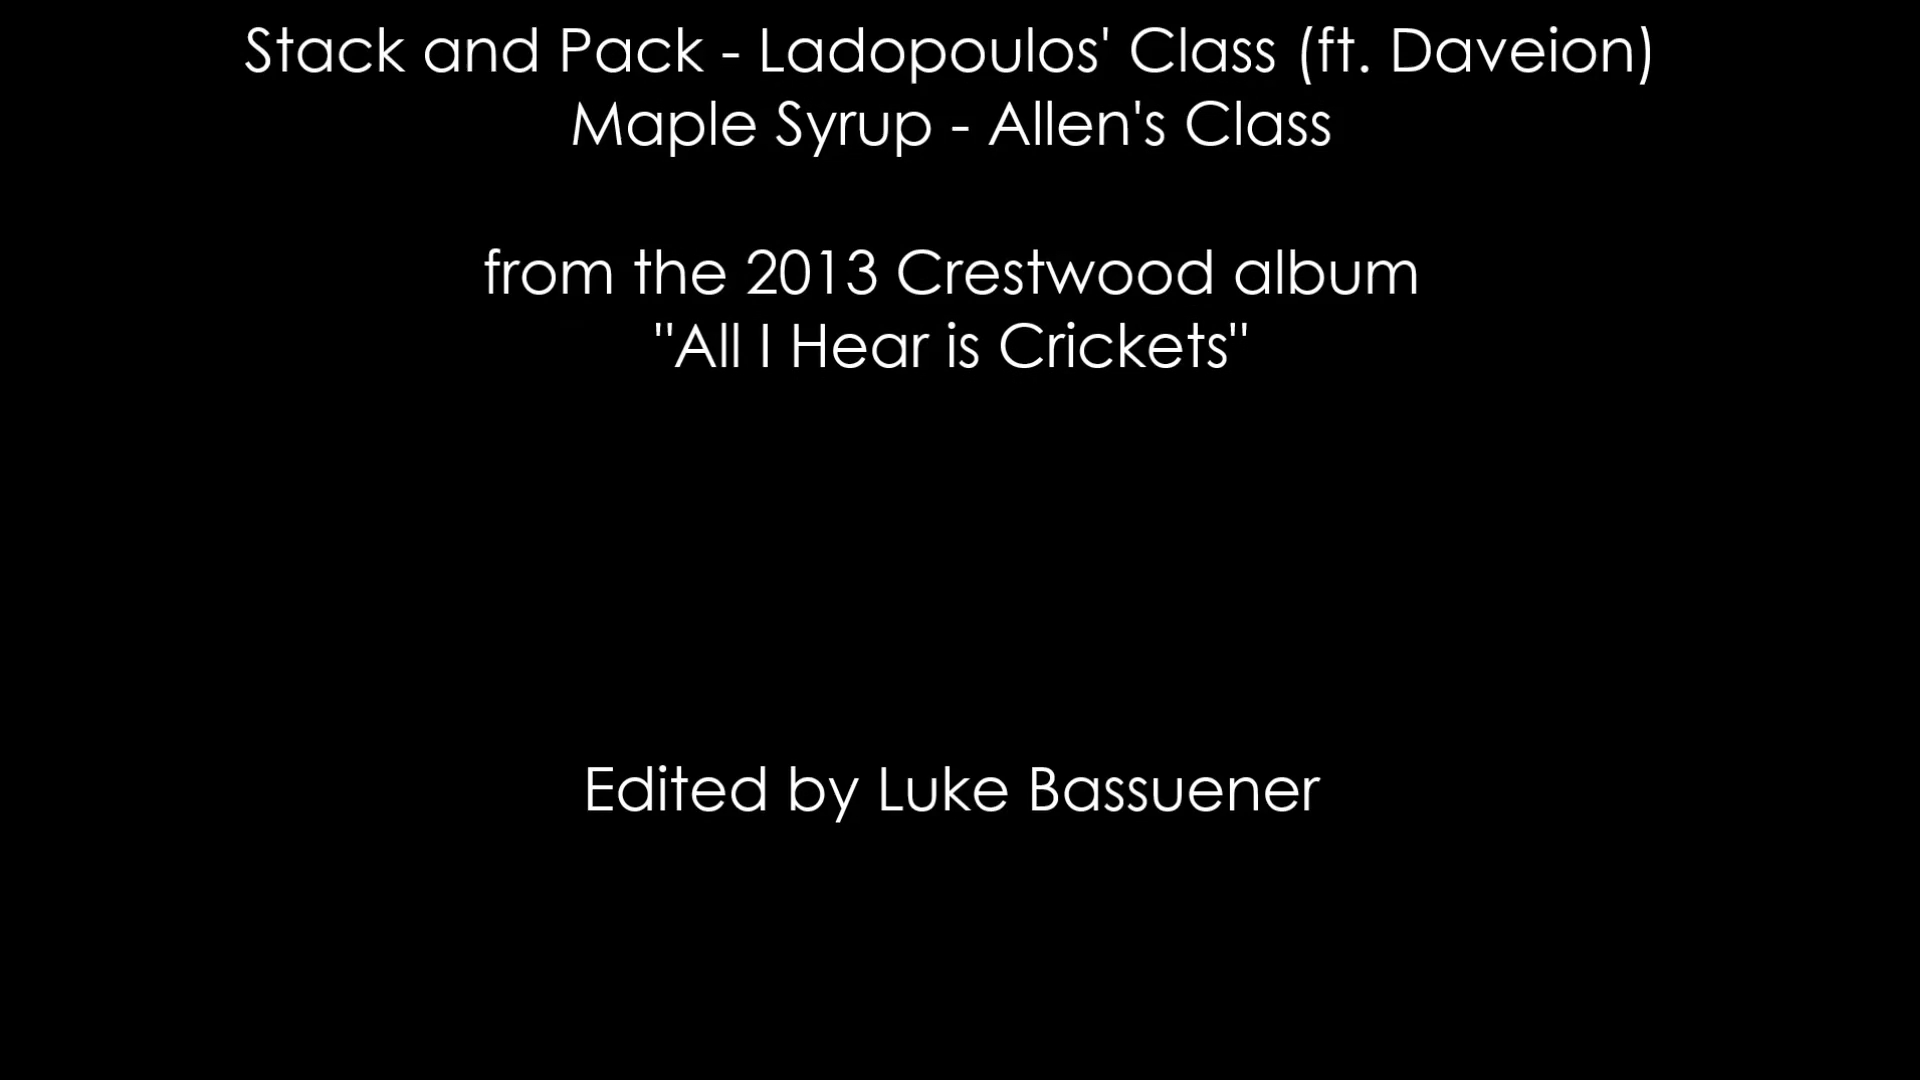 Stack and Pack - Ladopoulos' Class (ft. Daveion)
Maple Syrup - Allen's Class
from the 2013 Crestwood album
"All I Hear is Crickets"
Edited by Luke Bassuener